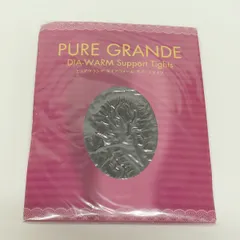 PURE GRANDE
DIA-WARM Support Tights